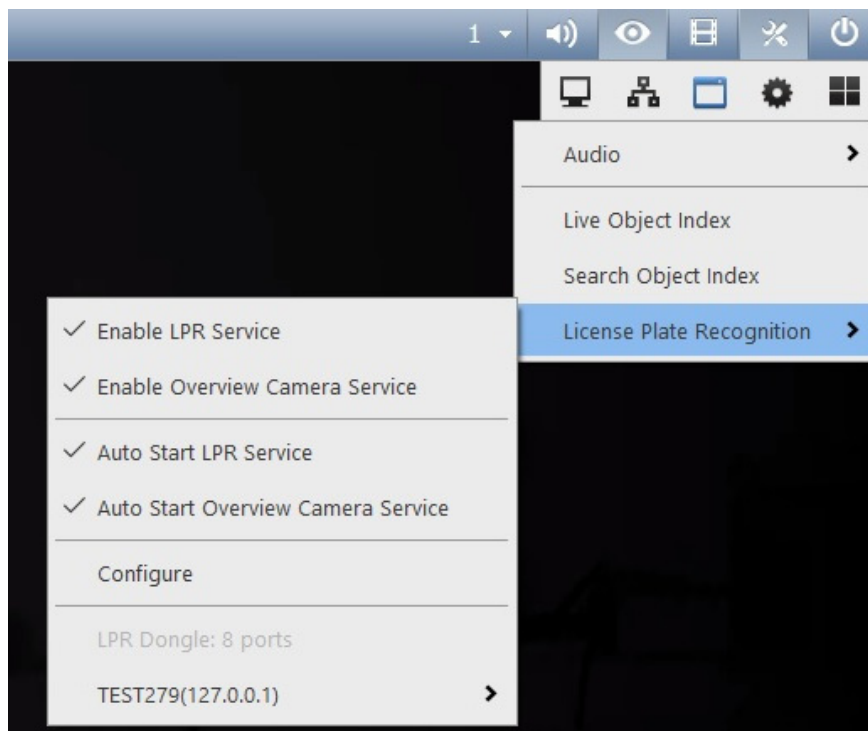 1
Audio
Live Object Index
Search Object Index
License Plate Recognition
Enable LPR Service
Enable Overview Camera Service
Auto Start LPR Service
Auto Start Overview Camera Service
Configure
LPR Dongle: 8 ports
TEST279(127.0.0.1)